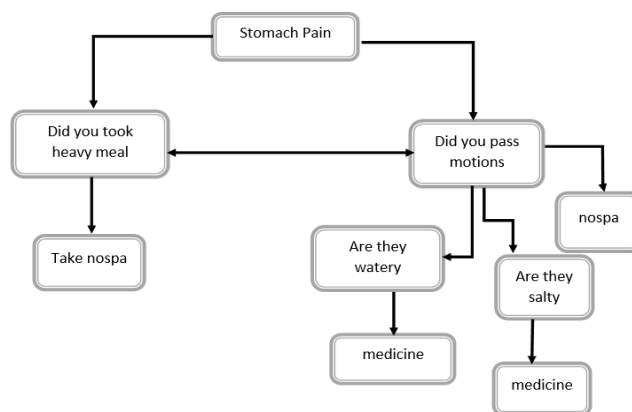 Stomach Pain
Did you took
heavy meal
Did you pass
motions
nospa
Take nospa
Are they
watery
Are they
salty
medicine
medicine